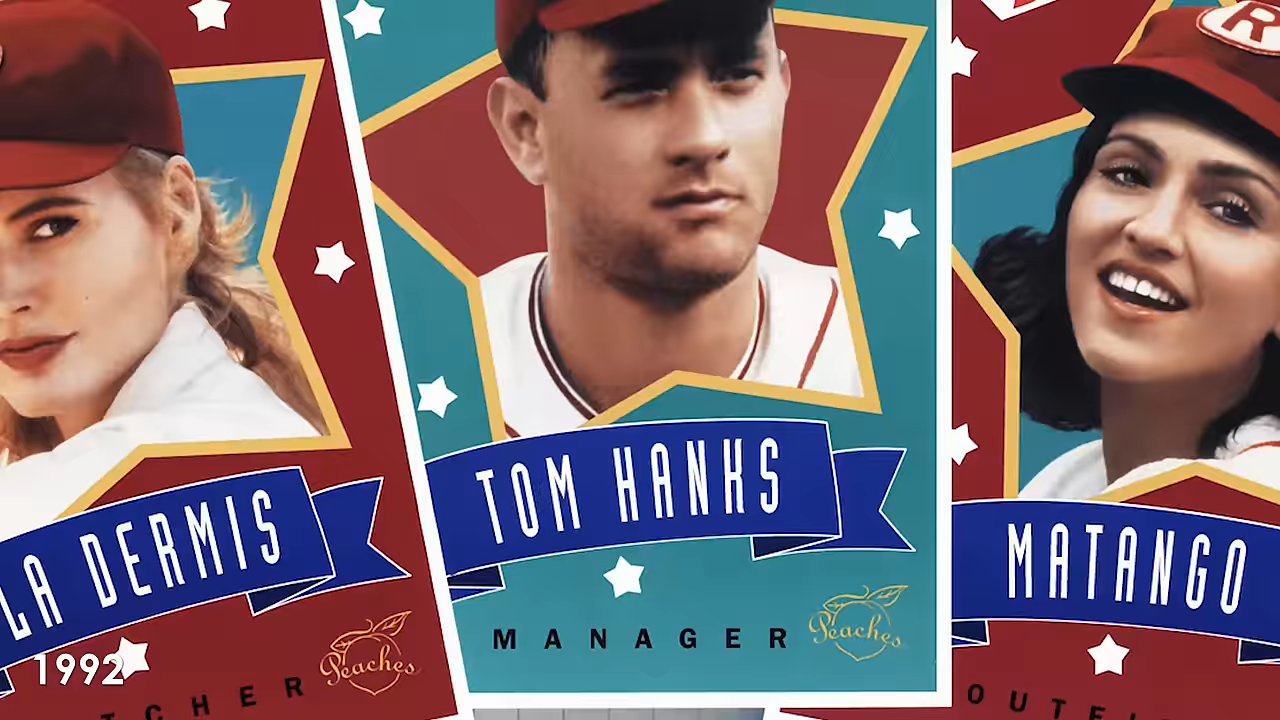 R
LA DERMIS
TOM HANKS
MATANGO
MANAGER
Peaches
Peaches
1992
TCHER
OUTFI